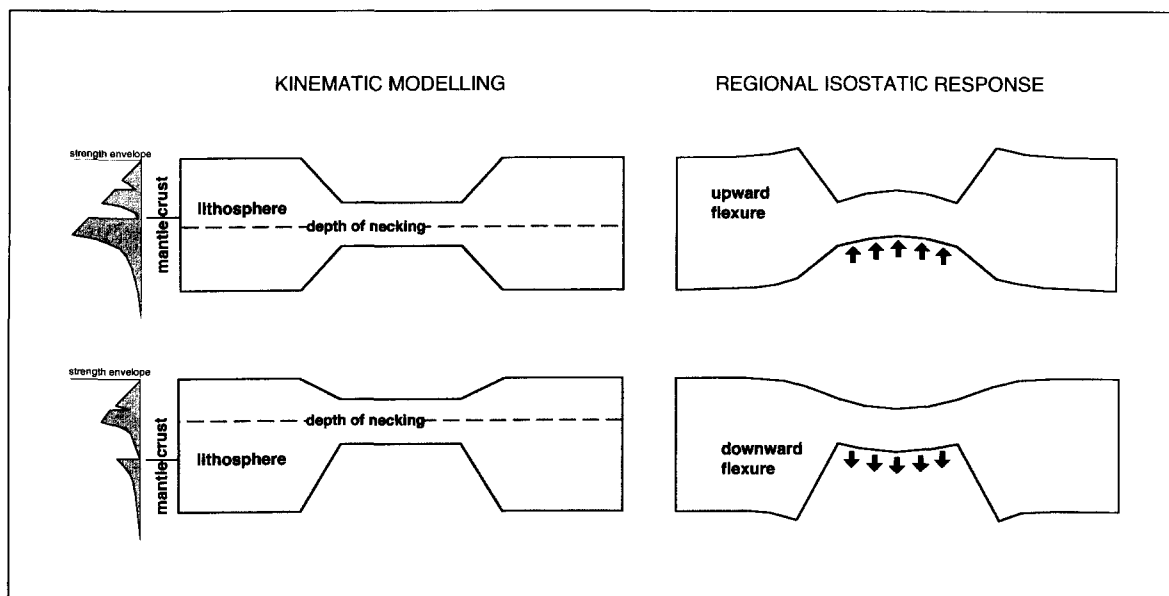 KINEMATIC MODELLING
REGIONAL ISOSTATIC RESPONSE
strength envelope
mantle crust
lithosphere
depth of necking
upward
flexure
strength envelope
mantle crust
depth of necking
lithosphere
downward
flexure